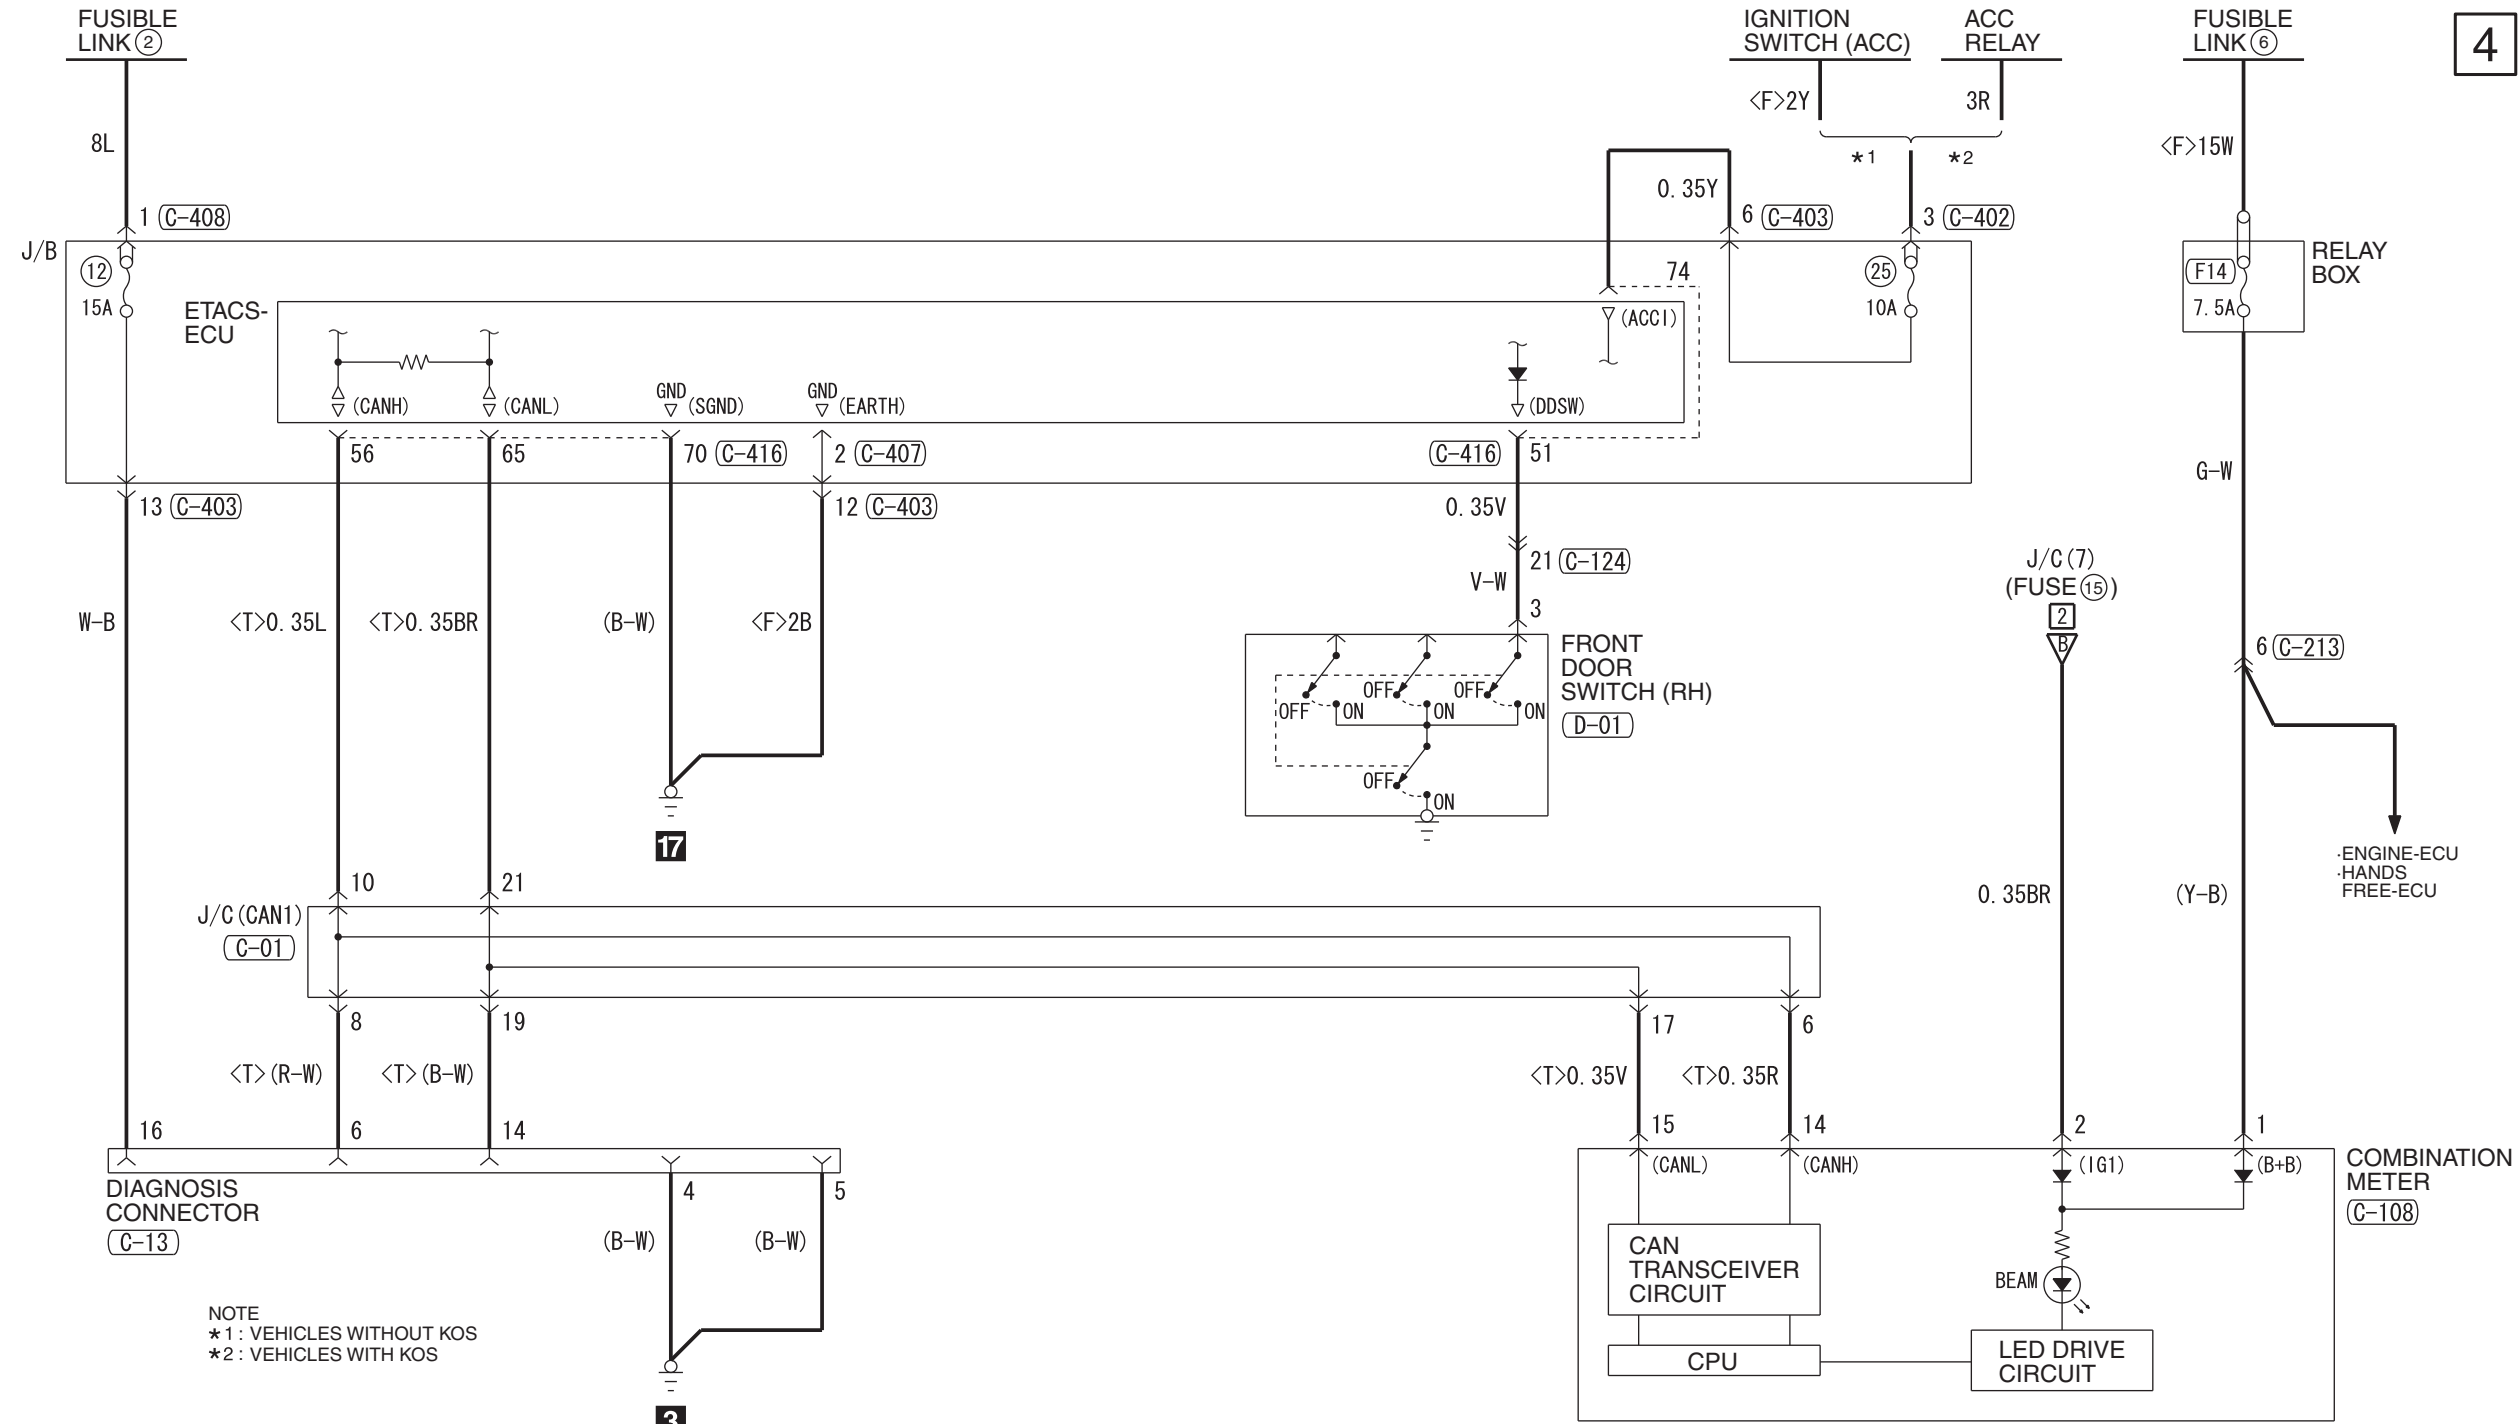 FUSIBLE
LINK ②
IGNITION
SWITCH (ACC)
ACC
RELAY
FUSIBLE
LINK ⑥
4
<F>2Y
3R
8L
<F>15W
*1
*2
0.35Y
1 C-408
6 C-403
3 C-402
J/B
⑫
15A
74
㉕
10A
F14
7.5A
RELAY
BOX
ETACS-
ECU
(ACCI)
GND
GND
(CANH)
(CANL)
(SGND)
(EARTH)
(DDSW)
56
65
70 C-416
2 C-407
C-416 51
G-W
13 C-403
12 C-403
0.35V
21 C-124
V-W
3
J/C(7)
(FUSE⑮)
2
B
W-B
<T>0.35L
<T>0.35BR
(B-W)
<F>2B
FRONT
DOOR
SWITCH (RH)
D-01
OFF
ON
OFF
ON
OFF
ON
OFF
ON
6 C-213
17
·ENGINE-ECU
·HANDS
FREE-ECU
10
21
0.35BR
(Y-B)
J/C(CAN1)
C-01
8
19
17
6
<T>(R-W)
<T>(B-W)
<T>0.35V
<T>0.35R
16
6
14
15
14
2
1
(CANL)
(CANH)
(IG1)
(B+B)
COMBINATION
METER
C-108
DIAGNOSIS
CONNECTOR
C-13
4
5
(B-W)
(B-W)
CAN
TRANSCEIVER
CIRCUIT
BEAM
CPU
LED DRIVE
CIRCUIT
NOTE
*1 : VEHICLES WITHOUT KOS
*2 : VEHICLES WITH KOS
3